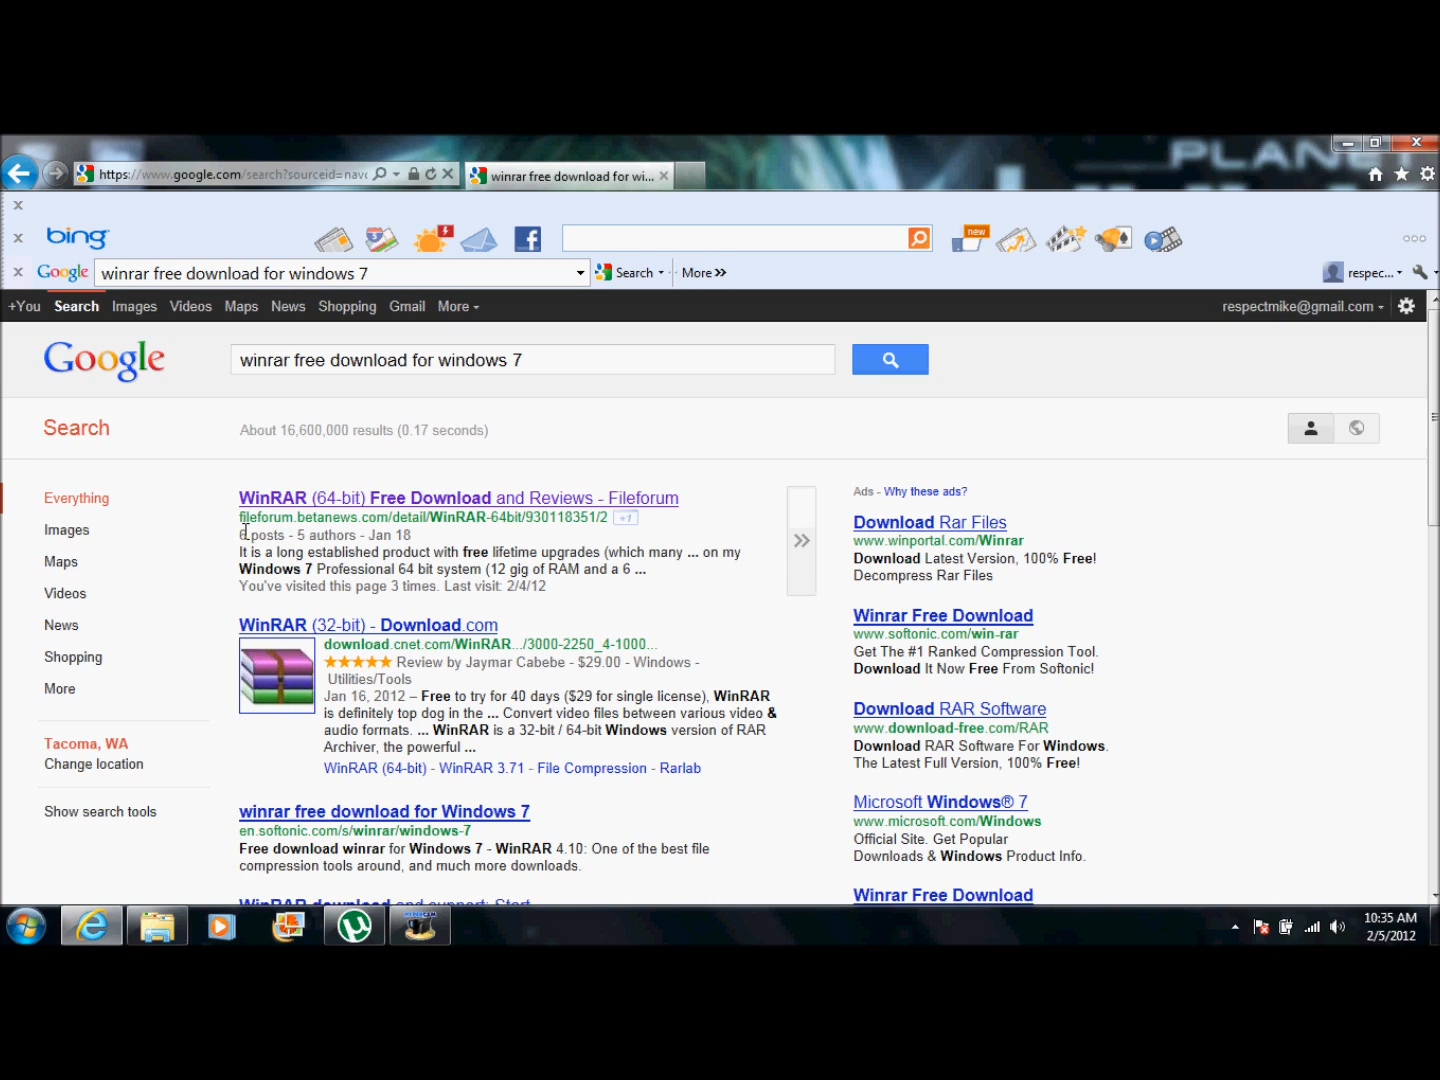 PLANE
https://www.google.com/search?sourceid=nav
winrar free download for wi...
bing
new
Google
winrar free download for windows 7
Search
More
respec...
+You Search Images Videos Maps News Shopping Gmail More
respectmike@gmail.com
Google
winrar free download for windows 7
Search
About 16,600,000 results (0.17 seconds)
Everything
Images
Maps
Videos
News
Shopping
More
Tacoma, WA
Change location
Show search tools
WinRAR (64-bit) Free Download and Reviews - Fileforum
fileforum.betanews.com/detail/WinRAR-64bit/930118351/2 +1
6 posts - 5 authors - Jan 18
It is a long established product with free lifetime upgrades (which many ... on my
Windows 7 Professional 64 bit system (12 gig of RAM and a 6 ...
You've visited this page 3 times. Last visit: 2/4/12
WinRAR (32-bit) - Download.com
download.cnet.com/WinRAR.../3000-2250_4-1000...
Review by Jaymar Cabebe - $29.00 - Windows -
Utilities/Tools
Jan 16, 2012 – Free to try for 40 days ($29 for single license), WinRAR
is definitely top dog in the ... Convert video files between various video &
audio formats. ... WinRAR is a 32-bit / 64-bit Windows version of RAR
Archiver, the powerful ...
WinRAR (64-bit) - WinRAR 3.71 - File Compression - Rarlab
winrar free download for Windows 7
en.softonic.com/s/winrar/windows-7
Free download winrar for Windows 7 - WinRAR 4.10: One of the best file
compression tools around, and much more downloads.
WinRAR download and support: Start
Ads - Why these ads?
Download Rar Files
www.winportal.com/Winrar
Download Latest Version, 100% Free!
Decompress Rar Files
Winrar Free Download
www.softonic.com/win-rar
Get The #1 Ranked Compression Tool.
Download It Now Free From Softonic!
Download RAR Software
www.download-free.com/RAR
Download RAR Software For Windows.
The Latest Full Version, 100% Free!
Microsoft Windows® 7
www.microsoft.com/Windows
Official Site. Get Popular
Downloads & Windows Product Info.
Winrar Free Download
10:35 AM
2/5/2012